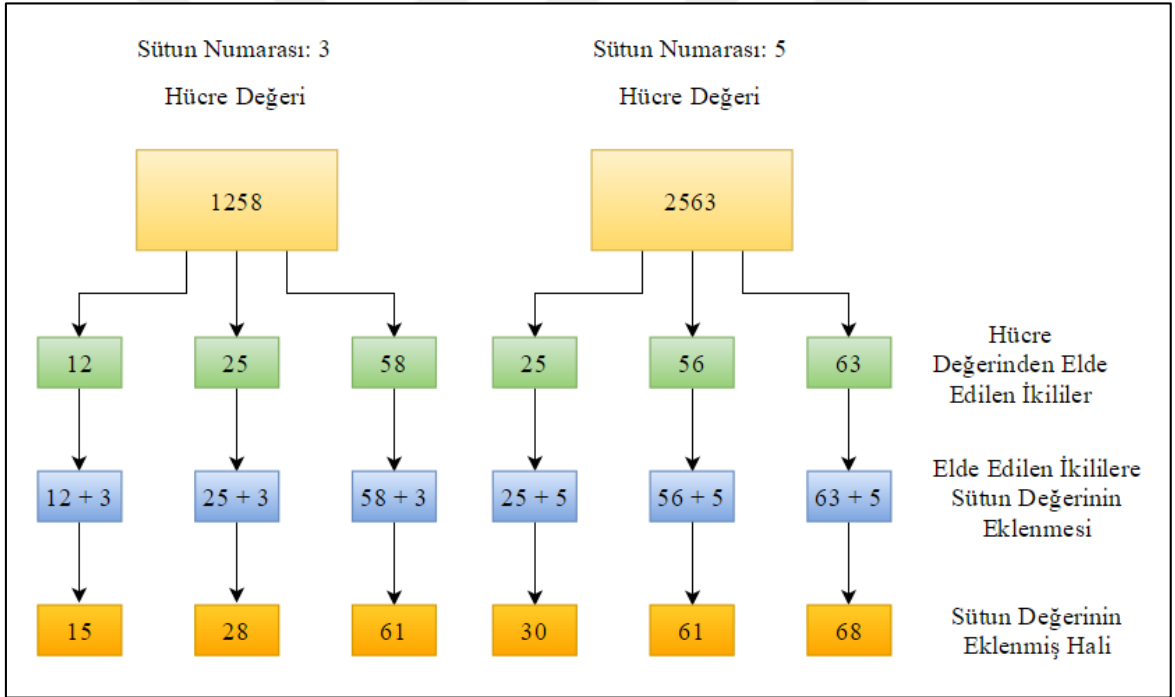 Sütun Numarası: 3
Hücre Değeri
1258
Sütun Numarası: 5
Hücre Değeri
2563
12
25
58
25
56
63
Hücre
Değerinden Elde
Edilen İkililer
12 + 3
25 + 3
58 + 3
25 + 5
56 + 5
63 + 5
Elde Edilen İkililere
Sütun Değerinin
Eklenmesi
15
28
61
30
61
68
Sütun Değerinin
Eklenmiş Hali